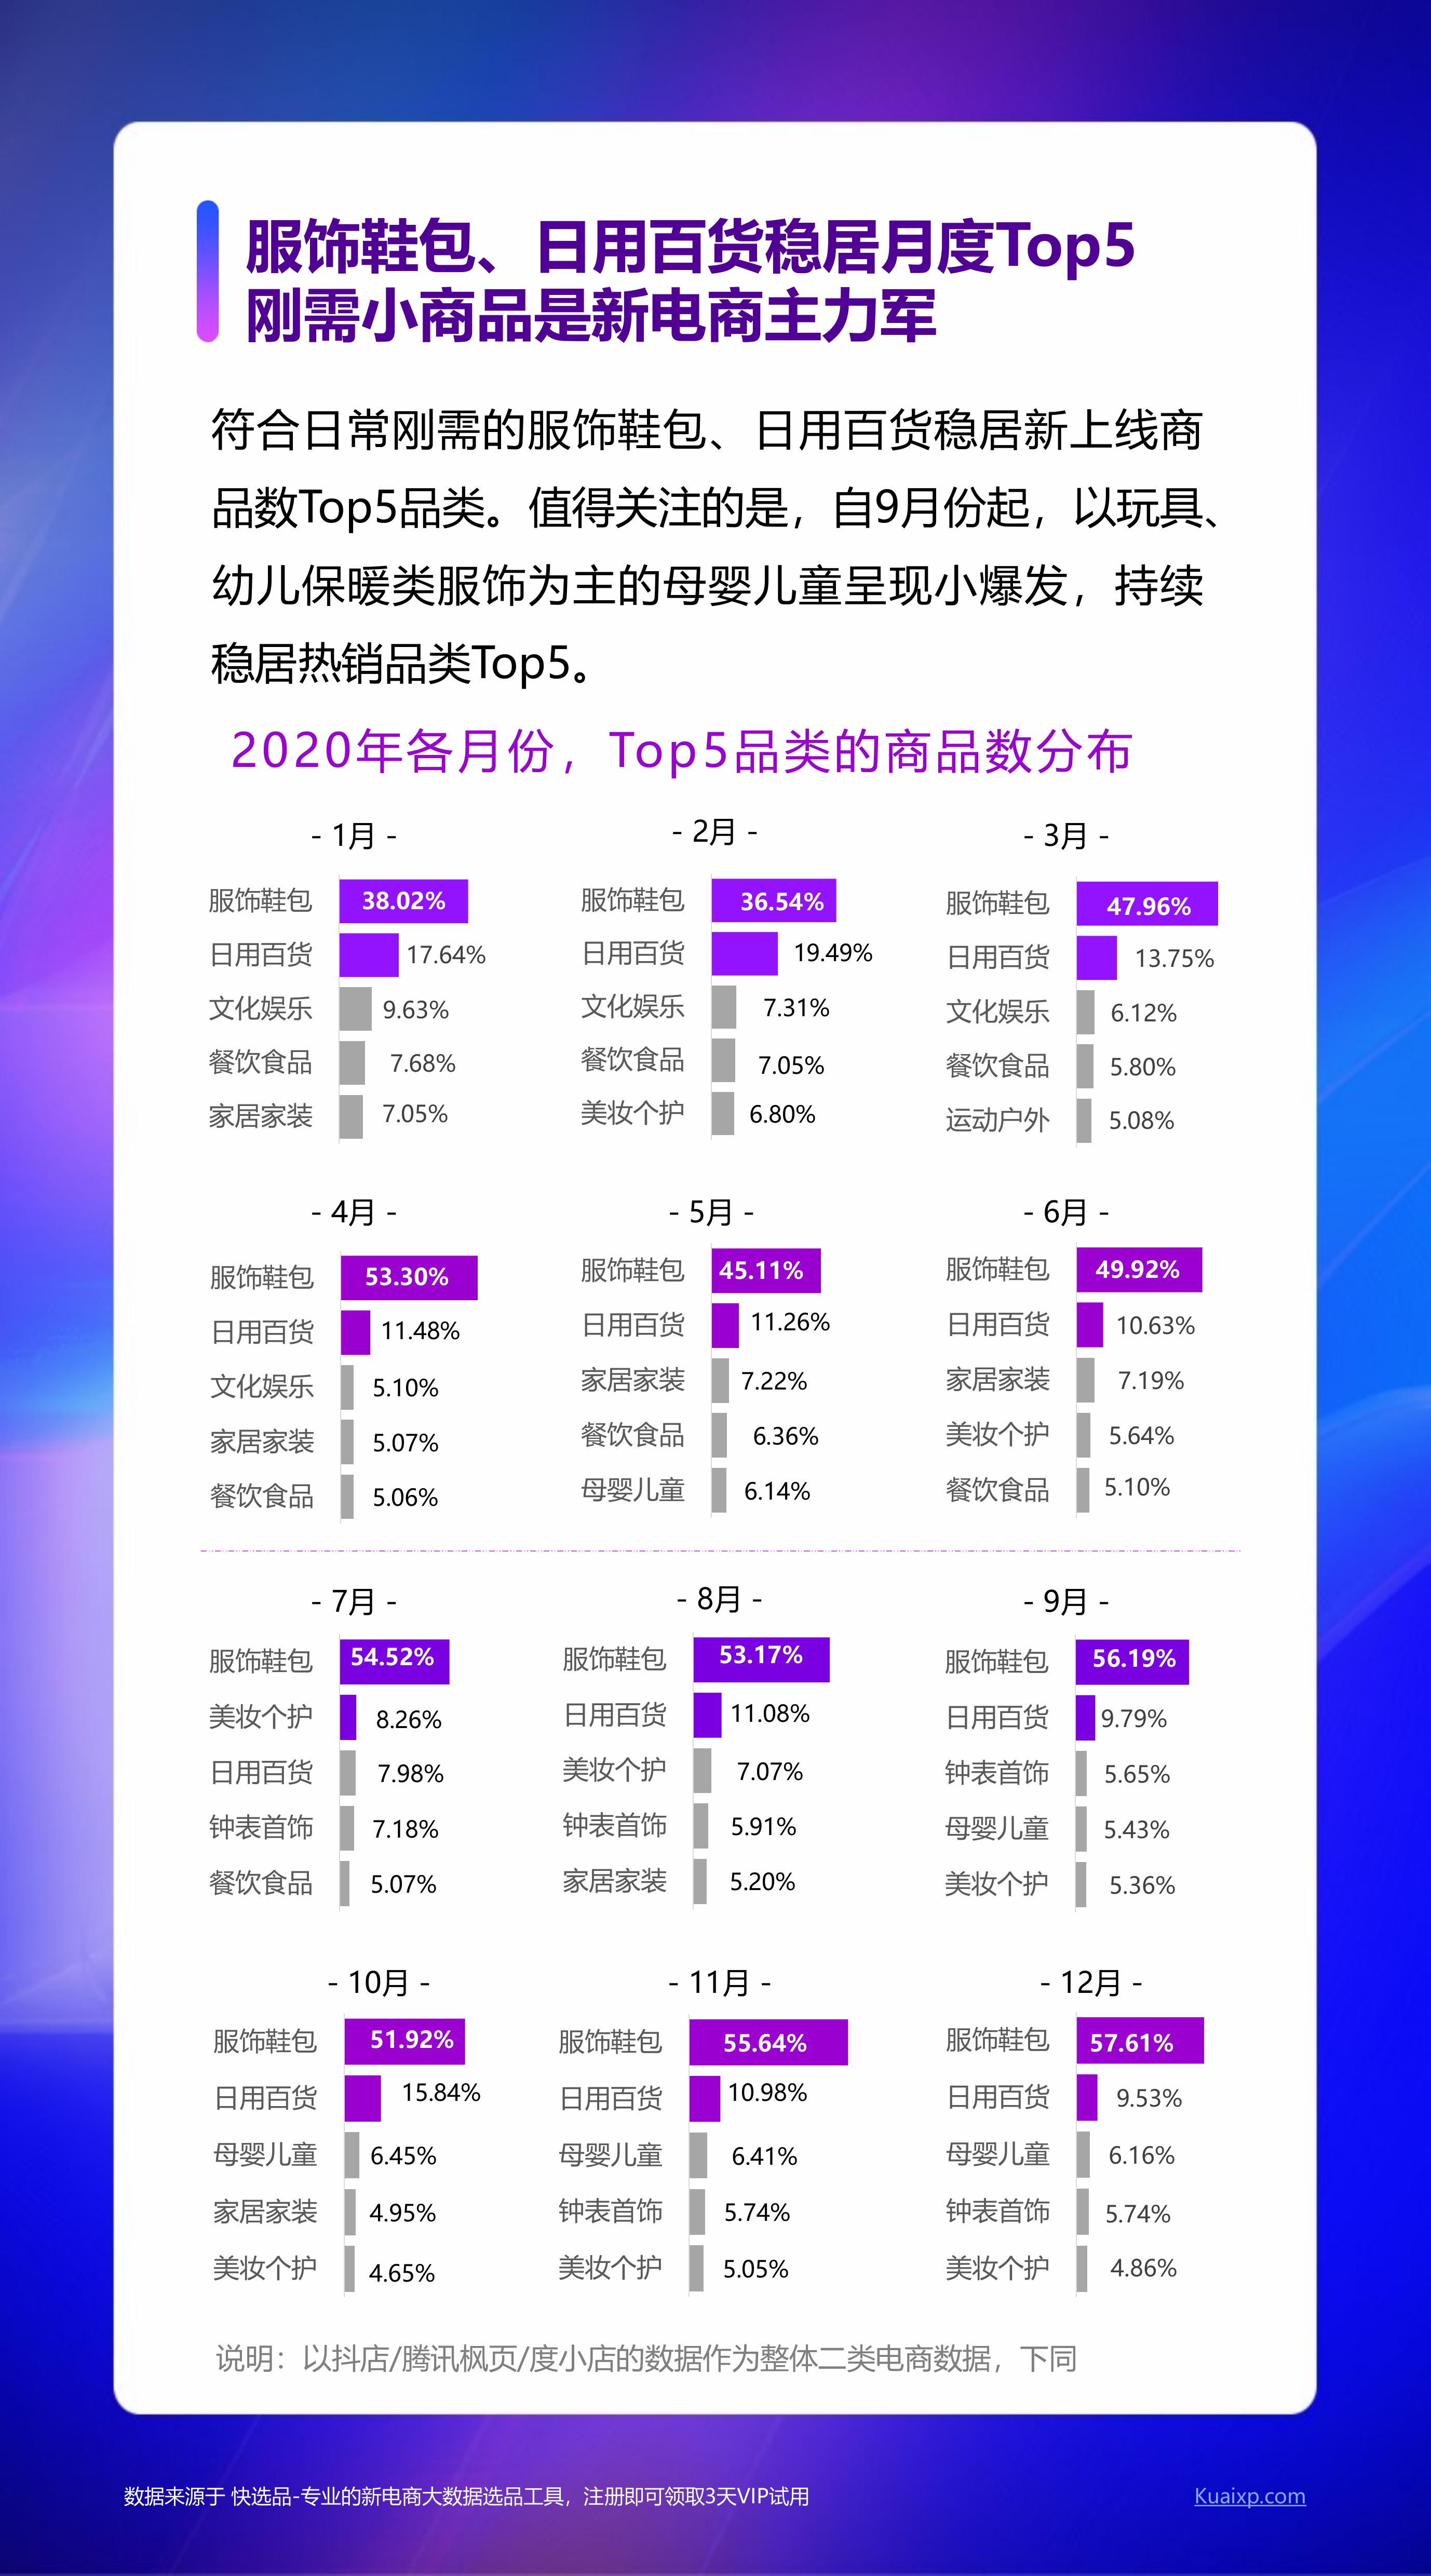 服饰鞋包、日用百货稳居月度Top5
刚需小商品是新电商主力军
符合日常刚需的服饰鞋包、日用百货稳居新上线商
品数Top5品类。值得关注的是，自9月份起，以玩具、
幼儿保暖类服饰为主的母婴儿童呈现小爆发，持续
稳居热销品类Top5。
2020年各月份，Top5品类的商品数分布
- 1月 -
服饰鞋包 38.02%
日用百货 17.64%
文化娱乐 9.63%
餐饮食品 7.68%
家居家装 7.05%
- 2月 -
服饰鞋包 36.54%
日用百货 19.49%
文化娱乐 7.31%
餐饮食品 7.05%
美妆个护 6.80%
- 3月 -
服饰鞋包 47.96%
日用百货 13.75%
文化娱乐 6.12%
餐饮食品 5.80%
运动户外 5.08%
- 4月 -
服饰鞋包 53.30%
日用百货 11.48%
文化娱乐 5.10%
家居家装 5.07%
餐饮食品 5.06%
- 5月 -
服饰鞋包 45.11%
日用百货 11.26%
家居家装 7.22%
餐饮食品 6.36%
母婴儿童 6.14%
- 6月 -
服饰鞋包 49.92%
日用百货 10.63%
家居家装 7.19%
美妆个护 5.64%
餐饮食品 5.10%
- 7月 -
服饰鞋包 54.52%
美妆个护 8.26%
日用百货 7.98%
钟表首饰 7.18%
餐饮食品 5.07%
- 8月 -
服饰鞋包 53.17%
日用百货 11.08%
美妆个护 7.07%
钟表首饰 5.91%
家居家装 5.20%
- 9月 -
服饰鞋包 56.19%
日用百货 9.79%
钟表首饰 5.65%
母婴儿童 5.43%
美妆个护 5.36%
- 10月 -
服饰鞋包 51.92%
日用百货 15.84%
母婴儿童 6.45%
家居家装 4.95%
美妆个护 4.65%
- 11月 -
服饰鞋包 55.64%
日用百货 10.98%
母婴儿童 6.41%
钟表首饰 5.74%
美妆个护 5.05%
- 12月 -
服饰鞋包 57.61%
日用百货 9.53%
母婴儿童 6.16%
钟表首饰 5.74%
美妆个护 4.86%
说明：以抖店/腾讯枫页/度小店的数据作为整体二类电商数据，下同
数据来源于 快选品-专业的新电商大数据选品工具，注册即可领取3天VIP试用
Kuaixp.com